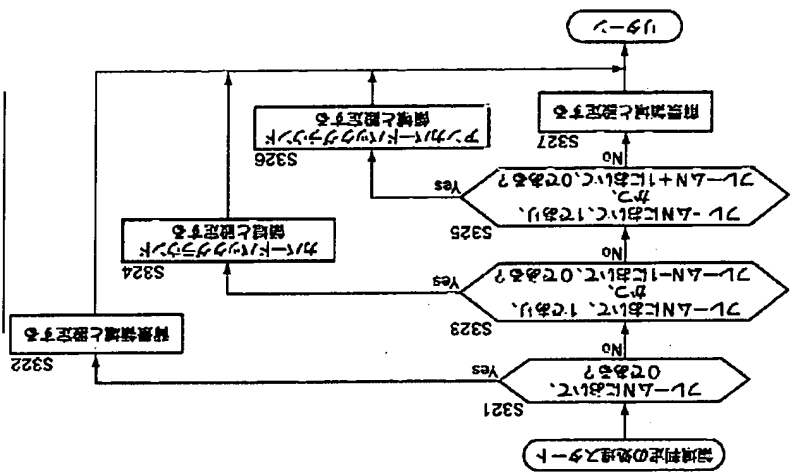 領域判定の処理スタート
S321
フレームNにおいて、
0である?
Yes
No
S322
背景領域と設定する
S323
フレームNにおいて、1であり、
かつ、
フレームN-1において、0である?
Yes
No
S324
カバードバックグラウンド
領域と設定する
S325
フレームNにおいて、1であり、
かつ、
フレームN+1において、0である?
Yes
No
S326
アンカバードバックグラウンド
領域と設定する
S327
前景領域と設定する
リターン